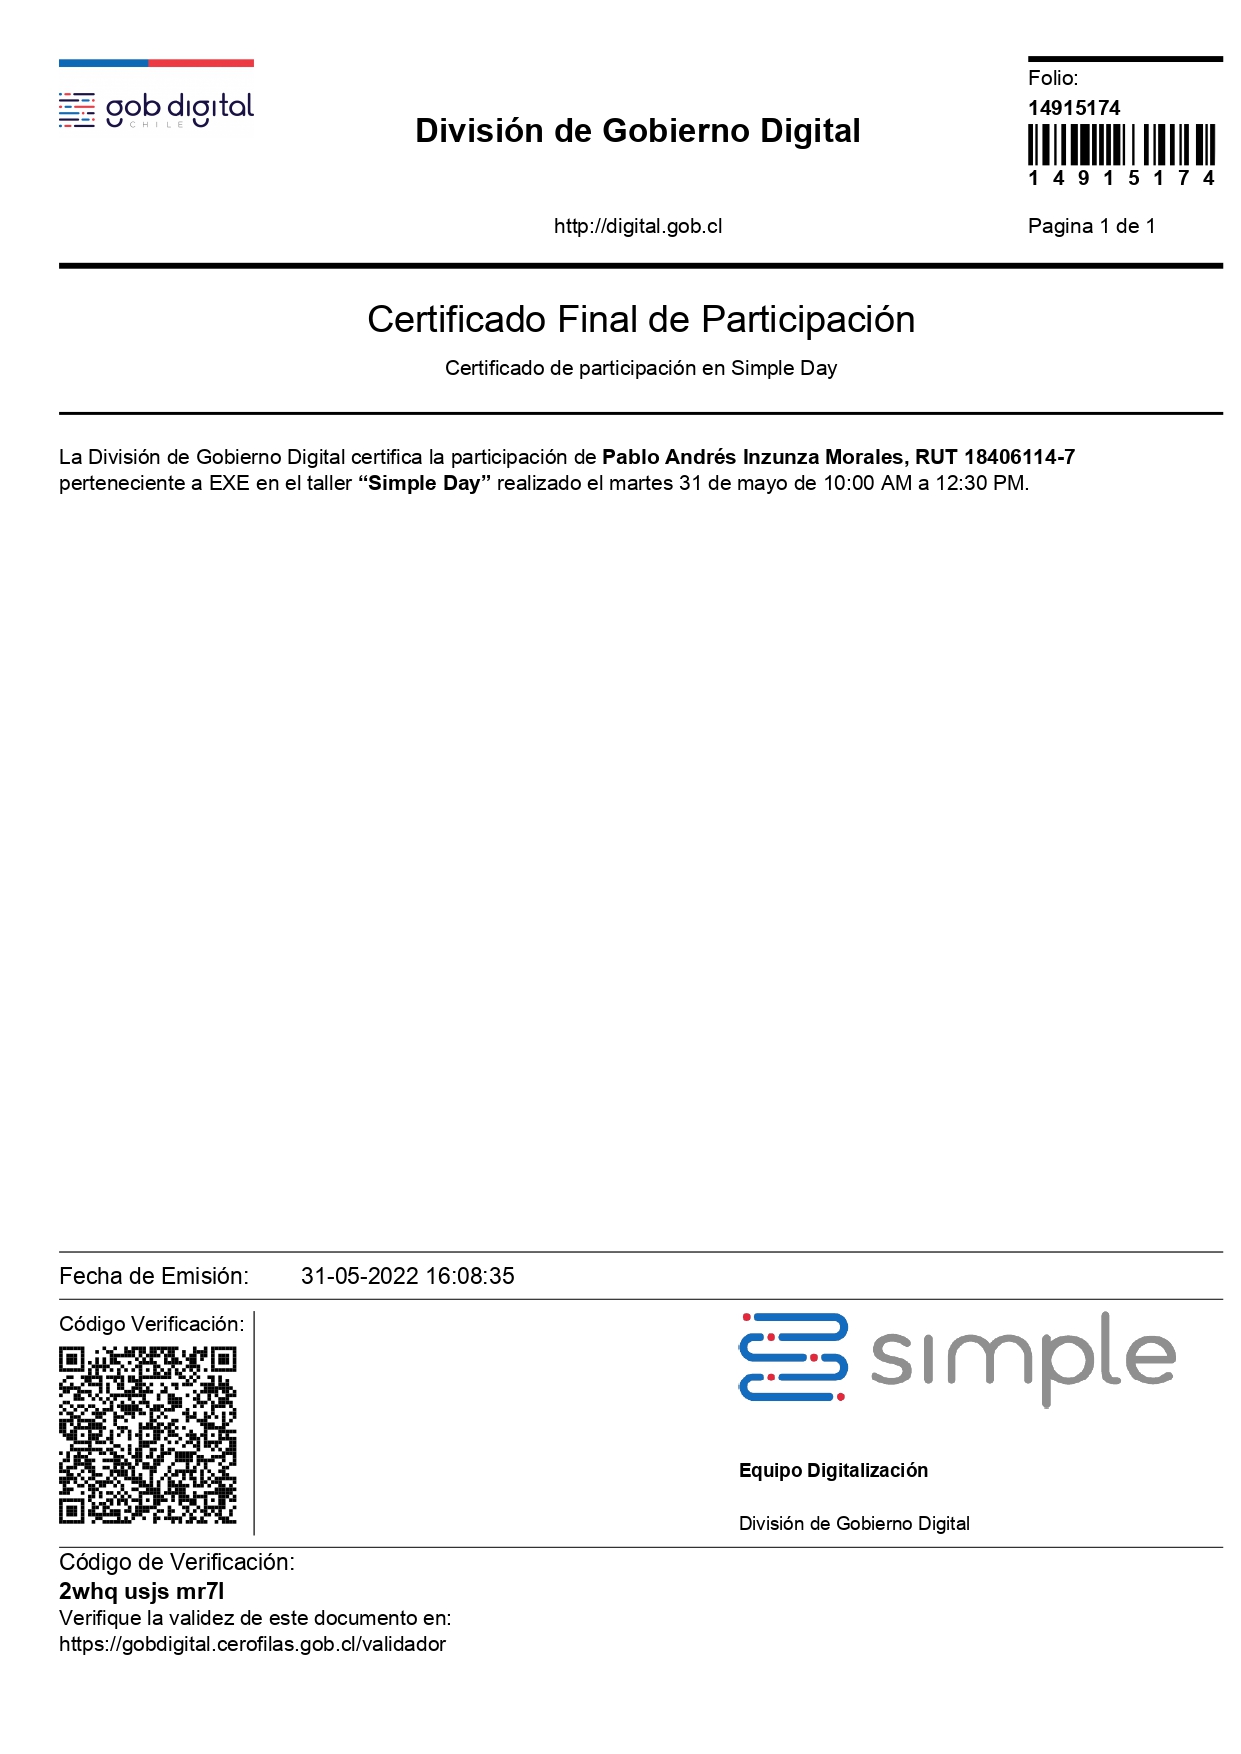 gob digital
CHILE
División de Gobierno Digital
http://digital.gob.cl
Folio:
14915174
1 4 9 1 5 1 7 4
Pagina 1 de 1
Certificado Final de Participación
Certificado de participación en Simple Day
La División de Gobierno Digital certifica la participación de Pablo Andrés Inzunza Morales, RUT 18406114-7
perteneciente a EXE en el taller “Simple Day” realizado el martes 31 de mayo de 10:00 AM a 12:30 PM.
Fecha de Emisión: 31-05-2022 16:08:35
Código Verificación:
simple
Equipo Digitalización
División de Gobierno Digital
Código de Verificación:
2whq usjs mr7l
Verifique la validez de este documento en:
https://gobdigital.cerofilas.gob.cl/validador